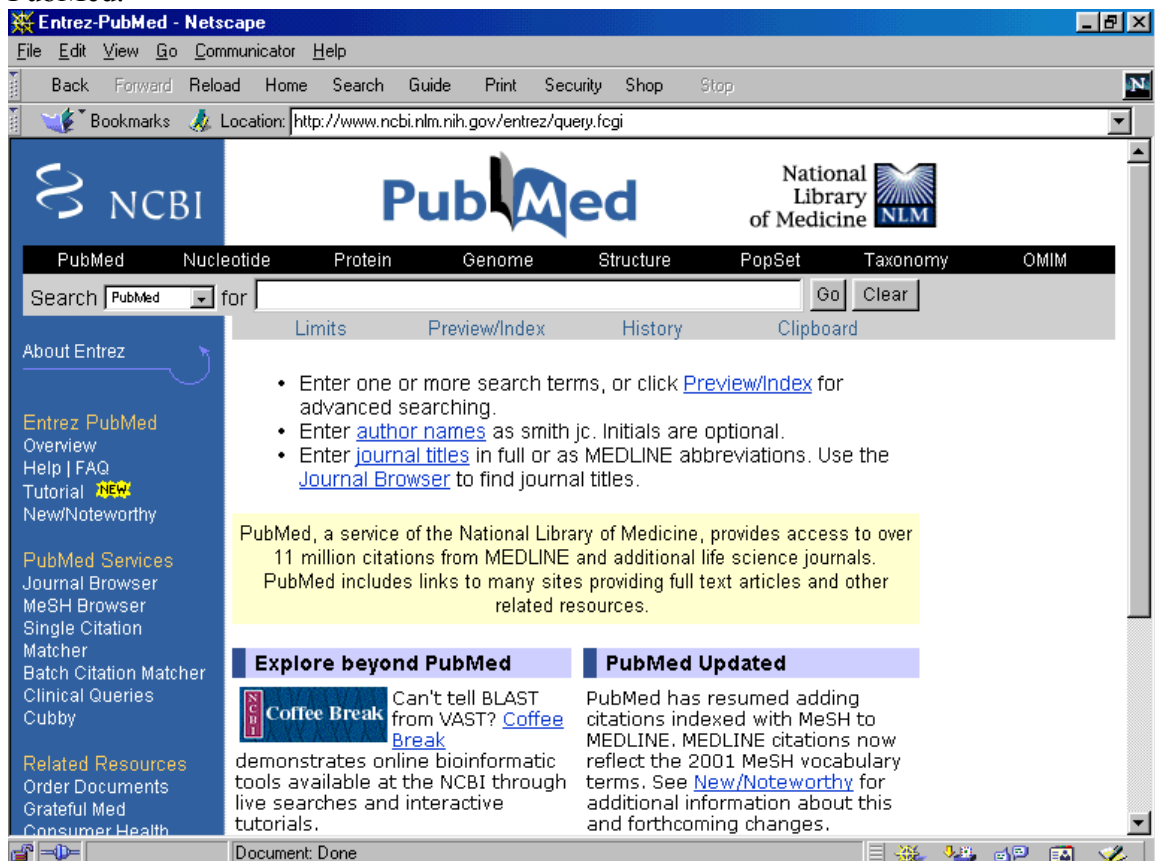 PubMed.
Entrez-PubMed - Netscape
File Edit View Go Communicator Help
Back Forward Reload Home Search Guide Print Security Shop Stop
N
Bookmarks Location: http://www.ncbi.nlm.nih.gov/entrez/query.fcgi
NCBI
PubMed
National
Library
of Medicine NLM
PubMed Nucleotide Protein Genome Structure PopSet Taxonomy OMIM
Search PubMed for Go Clear
Limits Preview/Index History Clipboard
About Entrez
Entrez PubMed
Overview
Help | FAQ
Tutorial NEW
New/Noteworthy
PubMed Services
Journal Browser
MeSH Browser
Single Citation
Matcher
Batch Citation Matcher
Clinical Queries
Cubby
Related Resources
Order Documents
Grateful Med
Consumer Health
• Enter one or more search terms, or click Preview/Index for
advanced searching.
• Enter author names as smith jc. Initials are optional.
• Enter journal titles in full or as MEDLINE abbreviations. Use the
Journal Browser to find journal titles.
PubMed, a service of the National Library of Medicine, provides access to over
11 million citations from MEDLINE and additional life science journals.
PubMed includes links to many sites providing full text articles and other
related resources.
Explore beyond PubMed
NCBI Coffee Break
Can't tell BLAST
from VAST? Coffee
Break
demonstrates online bioinformatic
tools available at the NCBI through
live searches and interactive
tutorials.
PubMed Updated
PubMed has resumed adding
citations indexed with MeSH to
MEDLINE. MEDLINE citations now
reflect the 2001 MeSH vocabulary
terms. See New/Noteworthy for
additional information about this
and forthcoming changes.
Document: Done